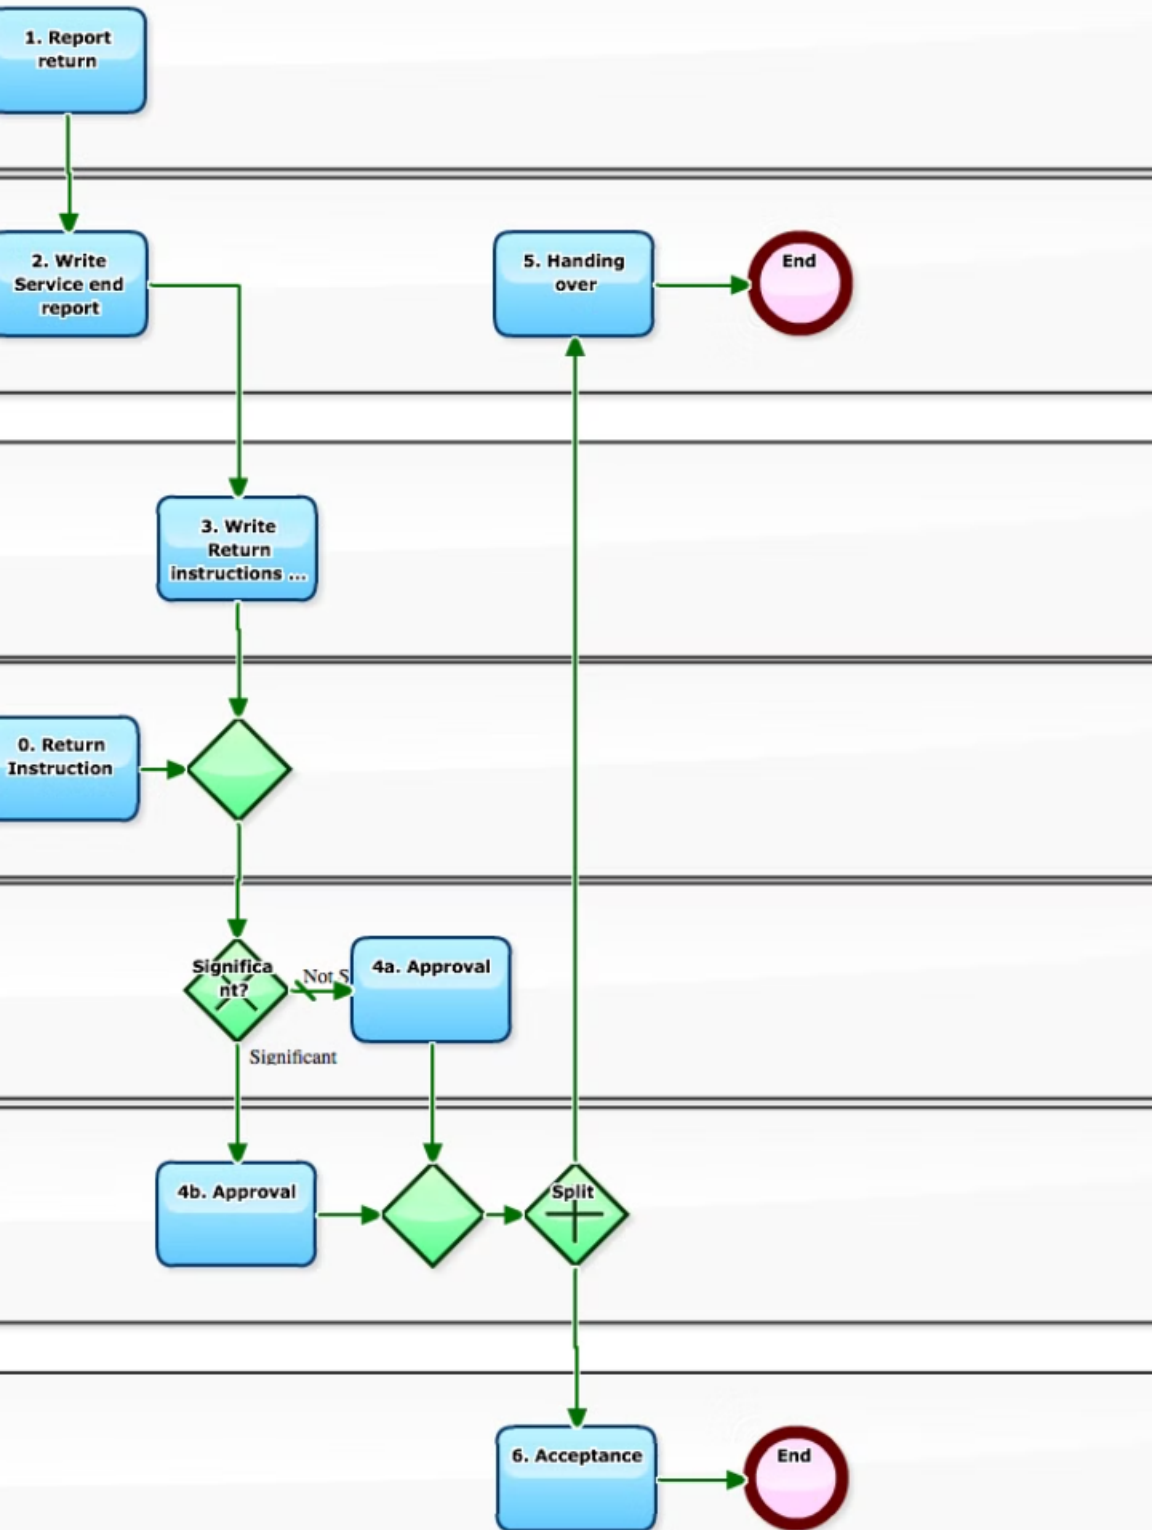 1. Report
return
2. Write
Service end
report
5. Handing
over
End
3. Write
Return
instructions ...
0. Return
Instruction
Significa
nt?
Not S
4a. Approval
Significant
4b. Approval
Split
6. Acceptance
End